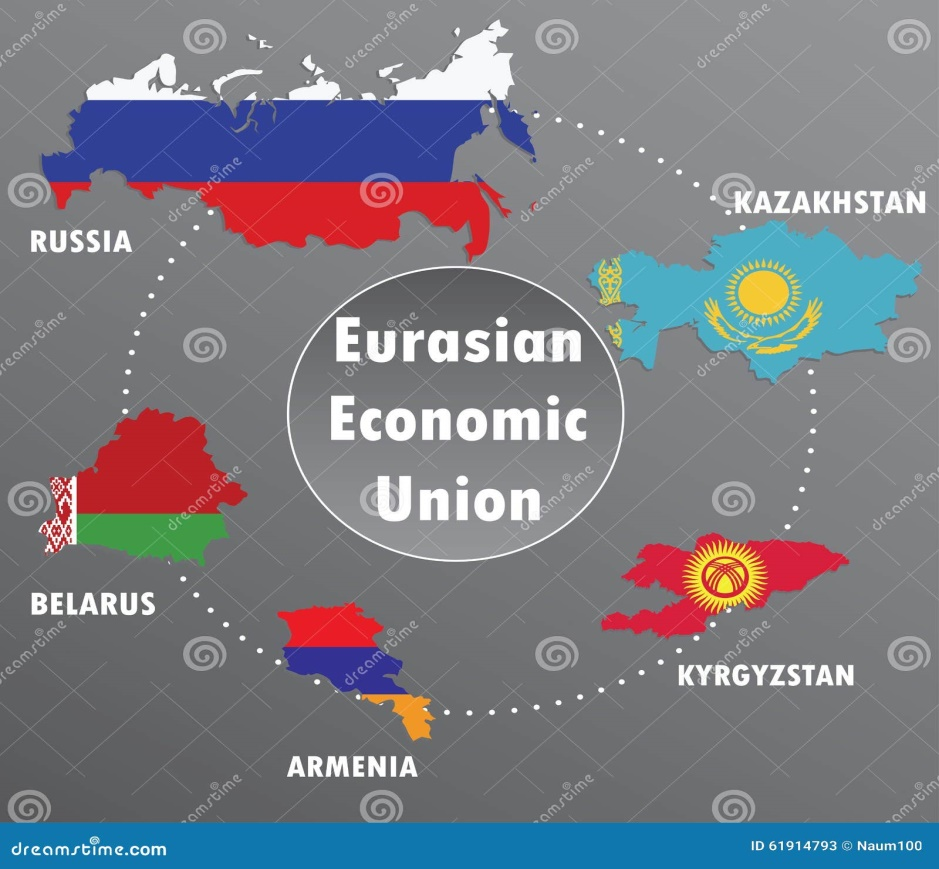 KAZAKHSTAN
RUSSIA
Eurasian
Economic
Union
BELARUS
KYRGYZSTAN
ARMENIA
dreamstime.com
ID 61914793 © Naum100